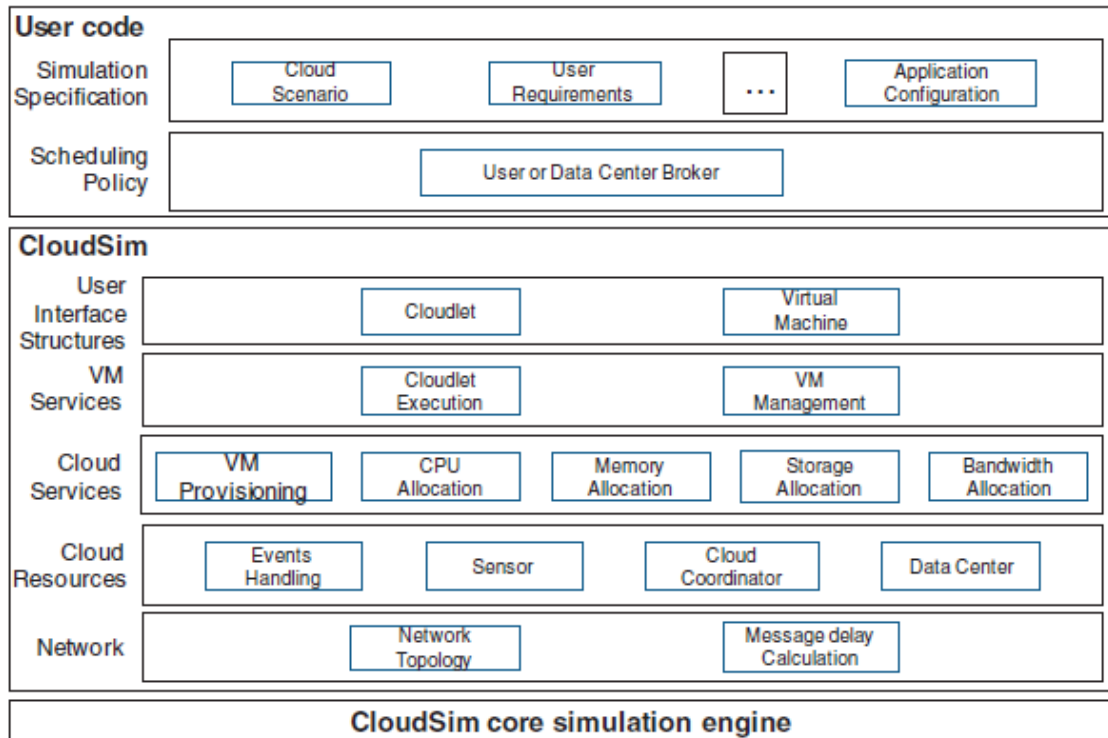 User code
Simulation
Specification
Cloud
Scenario
User
Requirements
...
Application
Configuration
Scheduling
Policy
User or Data Center Broker
CloudSim
User
Interface
Structures
Cloudlet
Virtual
Machine
VM
Services
Cloudlet
Execution
VM
Management
Cloud
Services
VM
Provisioning
CPU
Allocation
Memory
Allocation
Storage
Allocation
Bandwidth
Allocation
Cloud
Resources
Events
Handling
Sensor
Cloud
Coordinator
Data Center
Network
Network
Topology
Message delay
Calculation
CloudSim core simulation engine